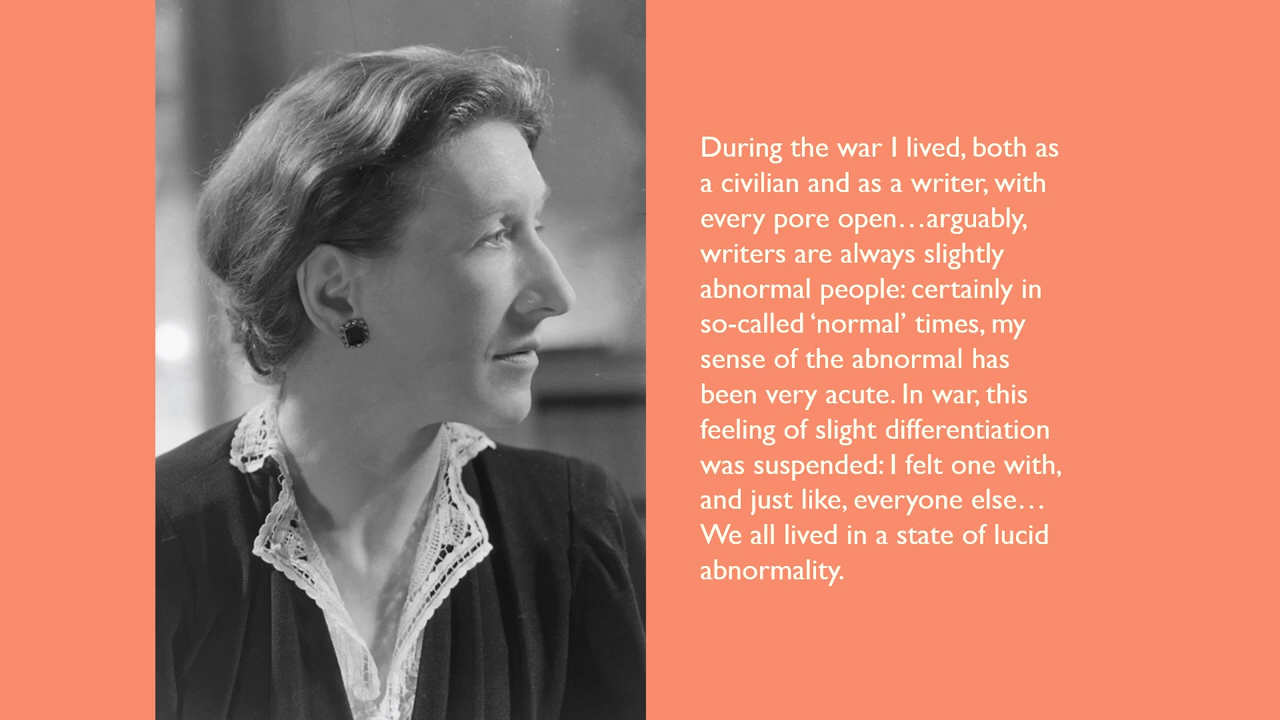 During the war I lived, both as
a civilian and as a writer, with
every pore open…arguably,
writers are always slightly
abnormal people: certainly in
so-called ‘normal’ times, my
sense of the abnormal has
been very acute. In war, this
feeling of slight differentiation
was suspended: I felt one with,
and just like, everyone else…
We all lived in a state of lucid
abnormality.